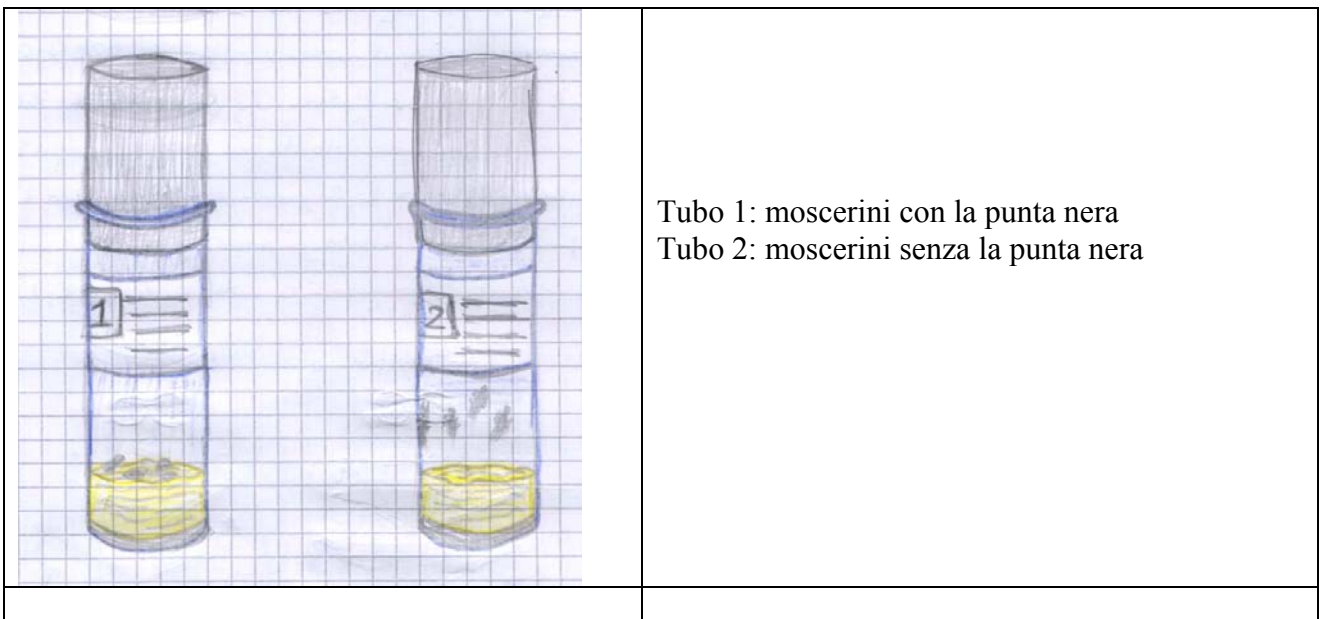 1
2
Tubo 1: moscerini con la punta nera
Tubo 2: moscerini senza la punta nera